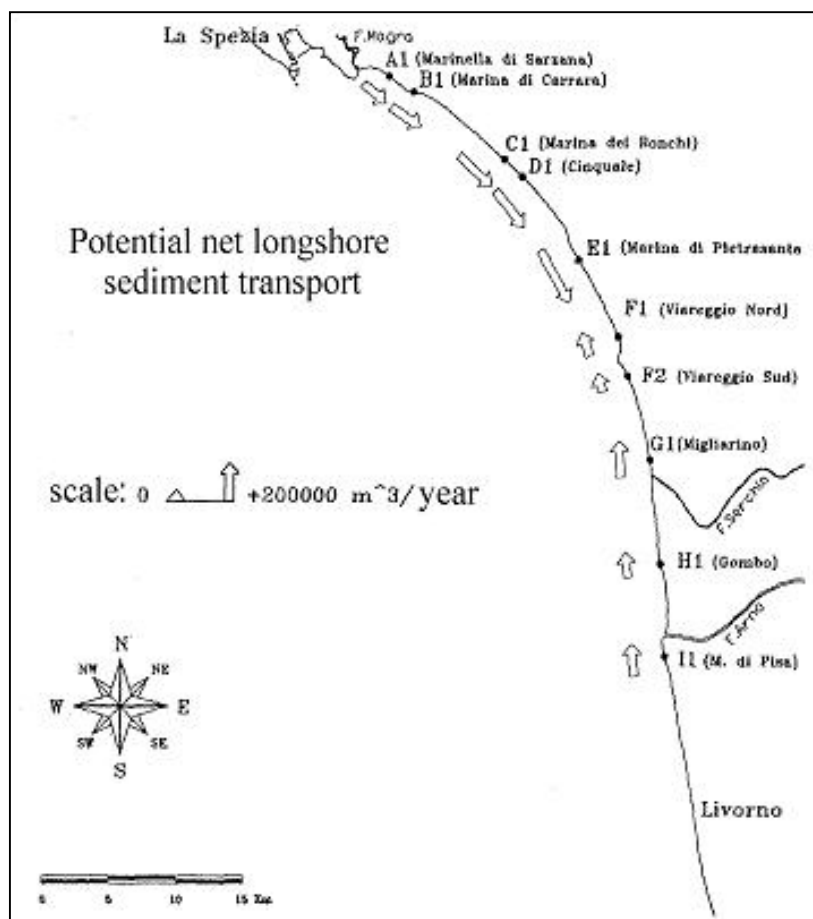 La Spezia
F. Magra
A1 (Marinella di Sarzana)
B1 (Marina di Carrara)
C1 (Marina dei Ronchi)
D1 (Cinquale)
Potential net longshore
sediment transport
E1 (Marina di Pietrasanta
F1 (Viareggio Nord)
F2 (Viareggio Sud)
G1 (Migliarino)
scale: 0 +200000 m^3/year
F. Serchio
H1 (Gombo)
F. Arno
I1 (M. di Pisa)
N
NW NE
W E
SW SE
S
Livorno
0 5 10 15 Km.